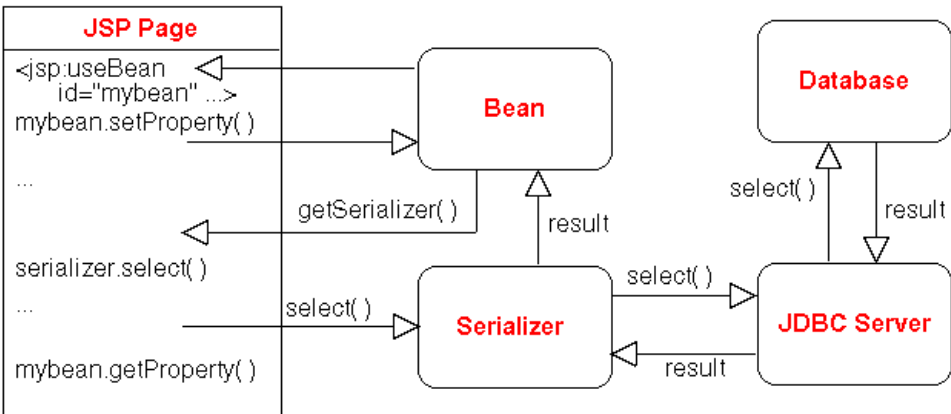 JSP Page
<jsp:useBean
id="mybean" ...>
mybean.setProperty( )
...
getSerializer( )
serializer.select( )
...
select( )
mybean.getProperty( )
Bean
result
Serializer
select( )
result
Database
select( )
result
JDBC Server